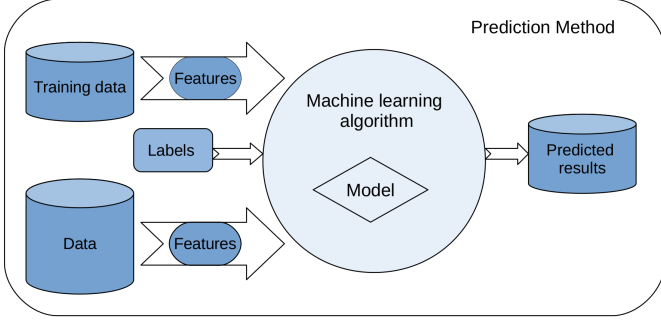 Prediction Method
Training data
Features
Machine learning
algorithm
Labels
Predicted
results
Model
Data
Features